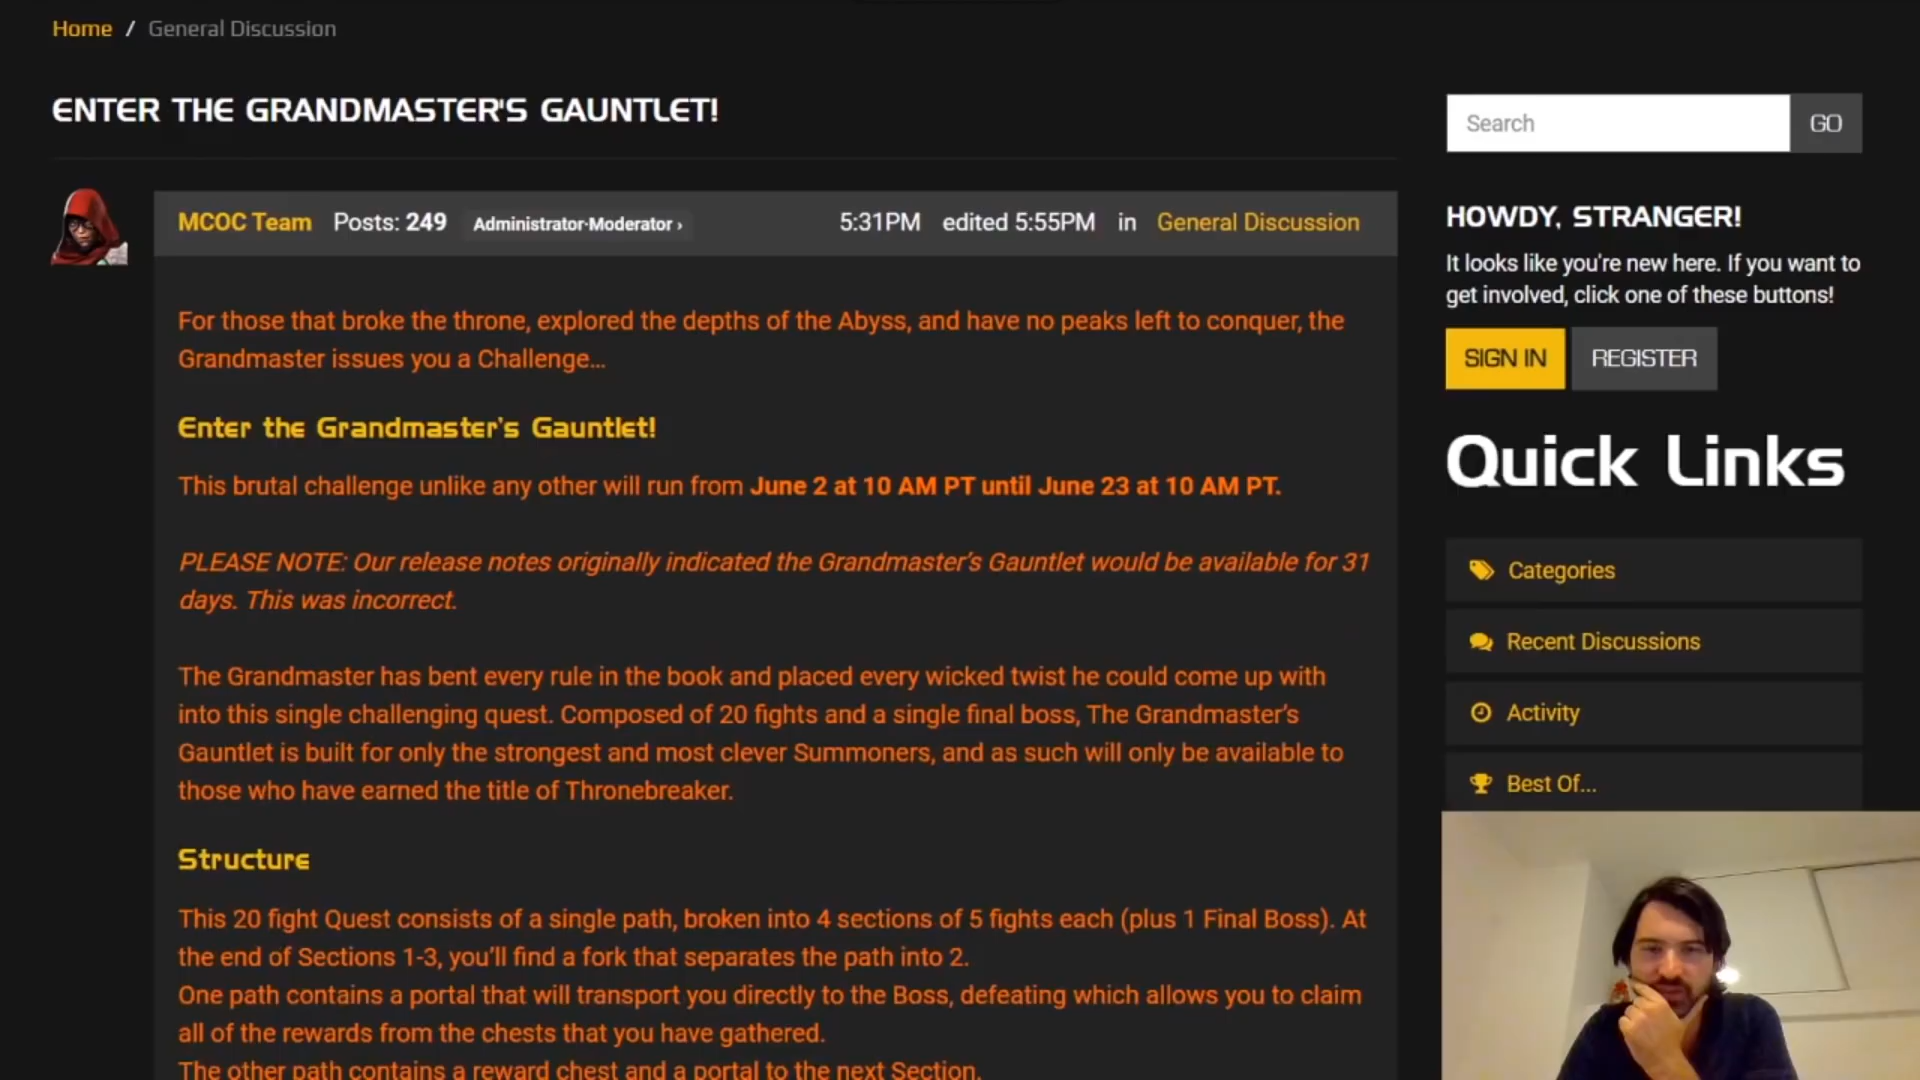 Home / General Discussion
ENTER THE GRANDMASTER'S GAUNTLET!
Search GO
MCOC Team Posts: 249 Administrator·Moderator › 5:31PM edited 5:55PM in General Discussion
HOWDY, STRANGER!
It looks like you're new here. If you want to
get involved, click one of these buttons!
SIGN IN REGISTER
For those that broke the throne, explored the depths of the Abyss, and have no peaks left to conquer, the
Grandmaster issues you a Challenge...
Enter the Grandmaster's Gauntlet!
This brutal challenge unlike any other will run from June 2 at 10 AM PT until June 23 at 10 AM PT.
PLEASE NOTE: Our release notes originally indicated the Grandmaster's Gauntlet would be available for 31
days. This was incorrect.
The Grandmaster has bent every rule in the book and placed every wicked twist he could come up with
into this single challenging quest. Composed of 20 fights and a single final boss, The Grandmaster's
Gauntlet is built for only the strongest and most clever Summoners, and as such will only be available to
those who have earned the title of Thronebreaker.
Structure
This 20 fight Quest consists of a single path, broken into 4 sections of 5 fights each (plus 1 Final Boss). At
the end of Sections 1-3, you'll find a fork that separates the path into 2.
One path contains a portal that will transport you directly to the Boss, defeating which allows you to claim
all of the rewards from the chests that you have gathered.
The other path contains a reward chest and a portal to the next Section.
Quick Links
Categories
Recent Discussions
Activity
Best Of...